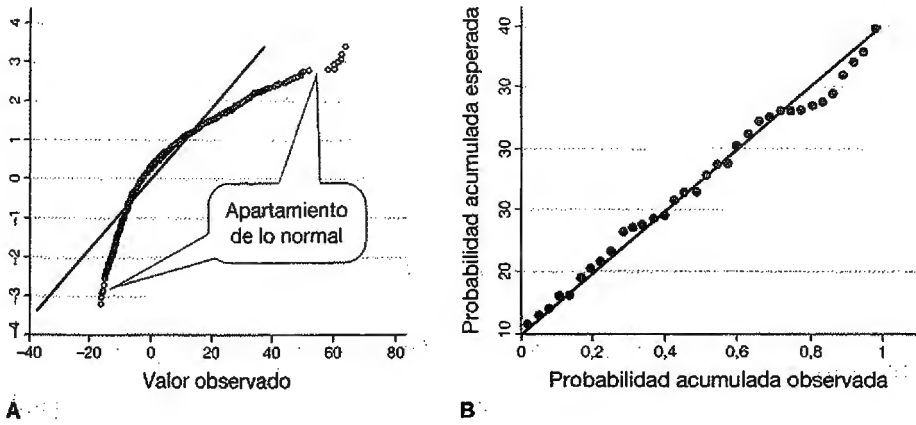 4
3
2
1
0
-1
-2
-3
-4
-40 -20 0 20 40 60 80
Valor observado
Apartamiento
de lo normal
A
Probabilidad acumulada esperada
40
30
30
20
20
10
0 0,2 0,4 0,6 0,8 1
Probabilidad acumulada observada
B